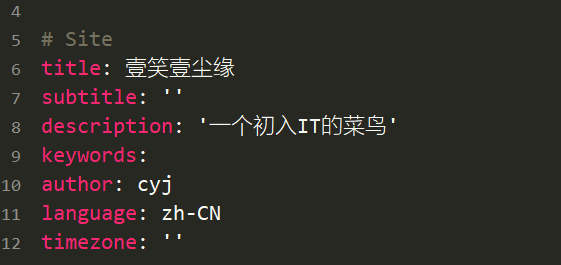 4
5 # Site
6 title: 壹笑壹尘缘
7 subtitle: ''
8 description: '一个初入IT的菜鸟'
9 keywords:
10 author: cyj
11 language: zh-CN
12 timezone: ''